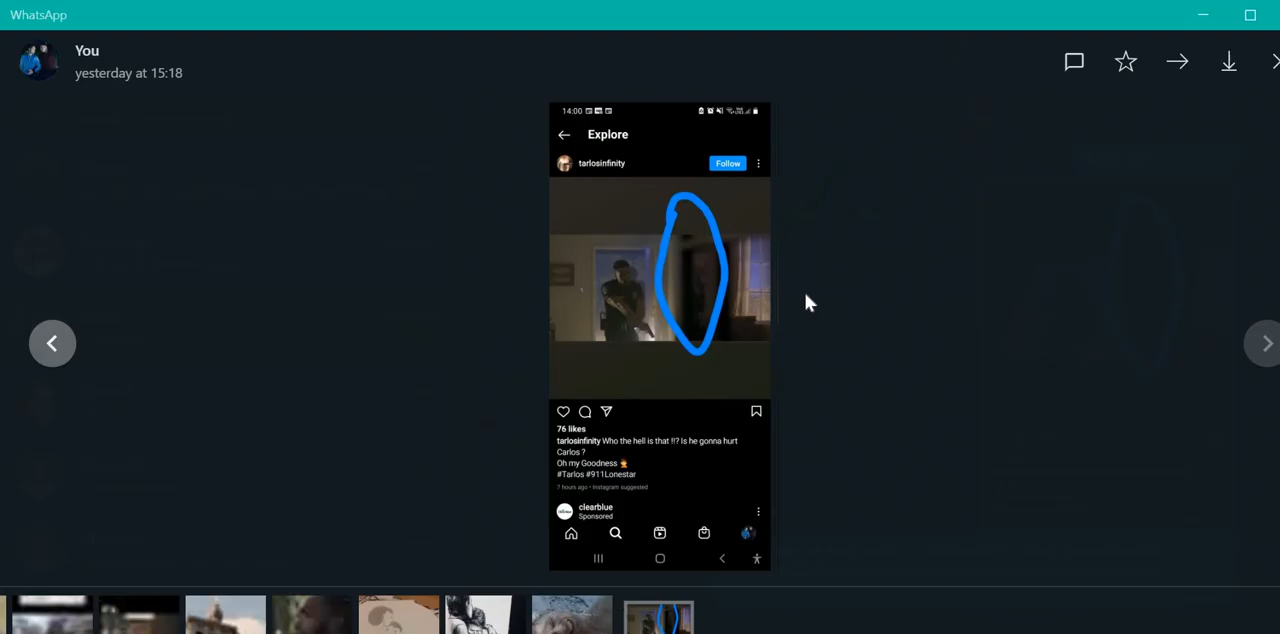 WhatsApp
You
yesterday at 15:18
14:00
Explore
tarlosinfinity
Follow
76 likes
tarlosinfinity Who the hell is that !!? Is he gonna hurt
Carlos ?
Oh my Goodness 🤦
#Tarlos #911Lonestar
7 hours ago • Instagram suggested
clearblue
Sponsored